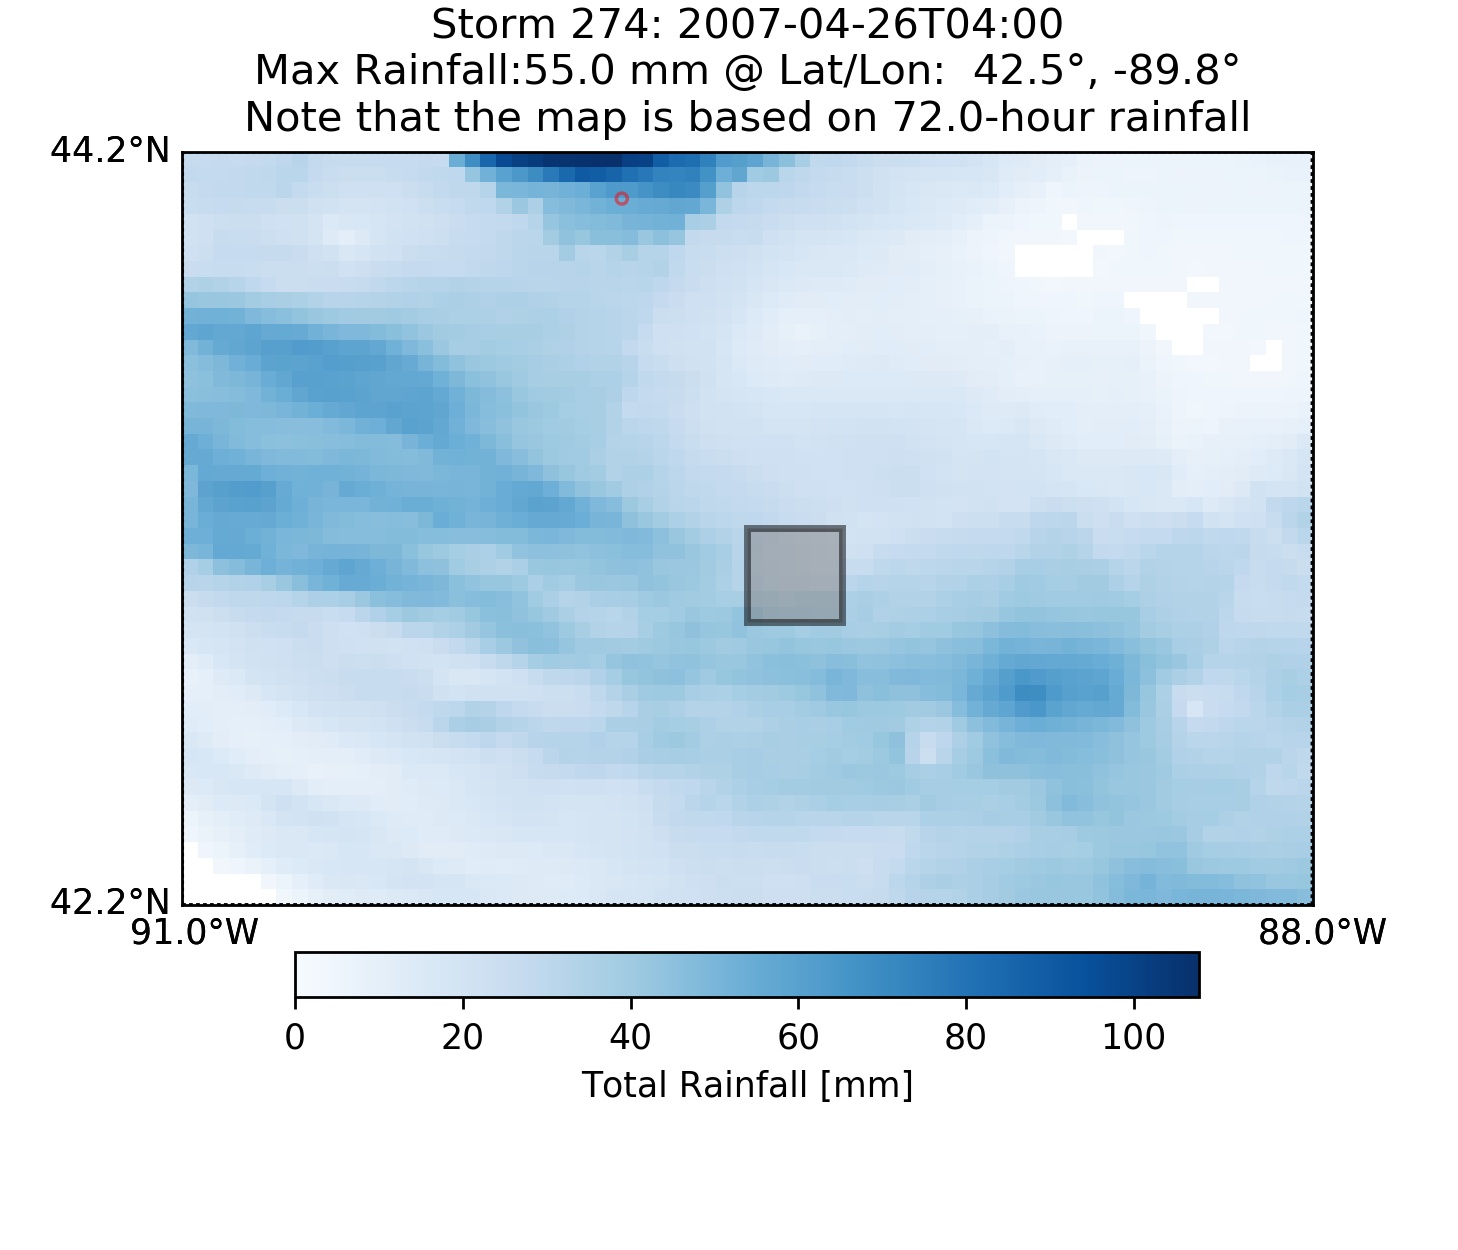 Storm 274: 2007-04-26T04:00
Max Rainfall:55.0 mm @ Lat/Lon:  42.5°, -89.8°
Note that the map is based on 72.0-hour rainfall
44.2°N
42.2°N
91.0°W
88.0°W
0 20 40 60 80 100
Total Rainfall [mm]